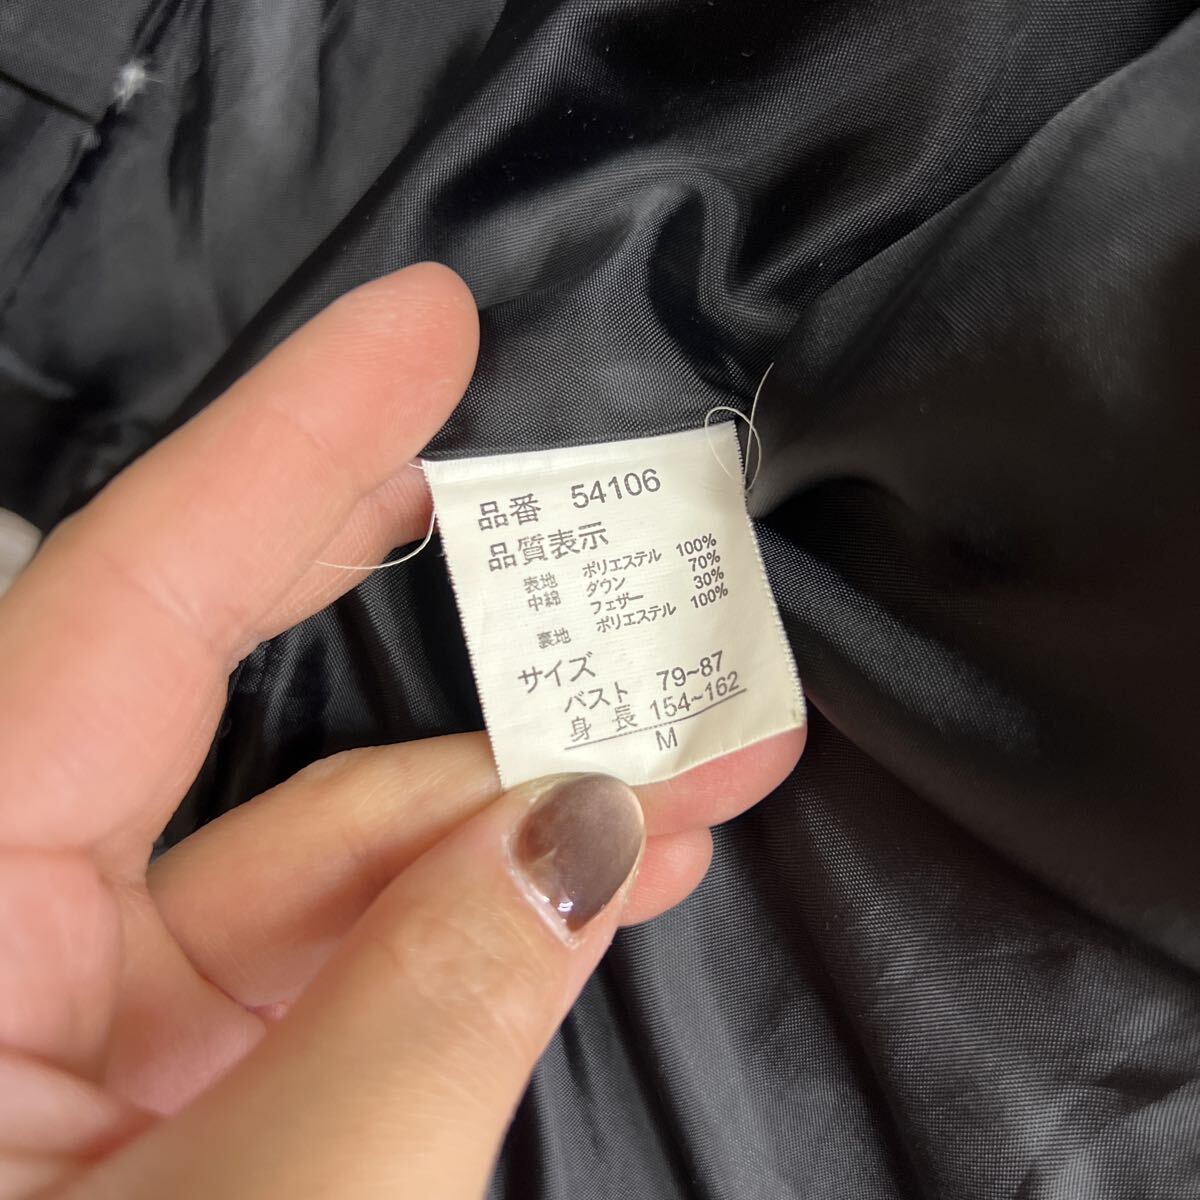 品番 54106
品質表示
表地 ポリエステル 100%
中綿 ダウン 70%
フェザー 30%
裏地 ポリエステル 100%
サイズ
バスト 79~87
身長 154~162
M